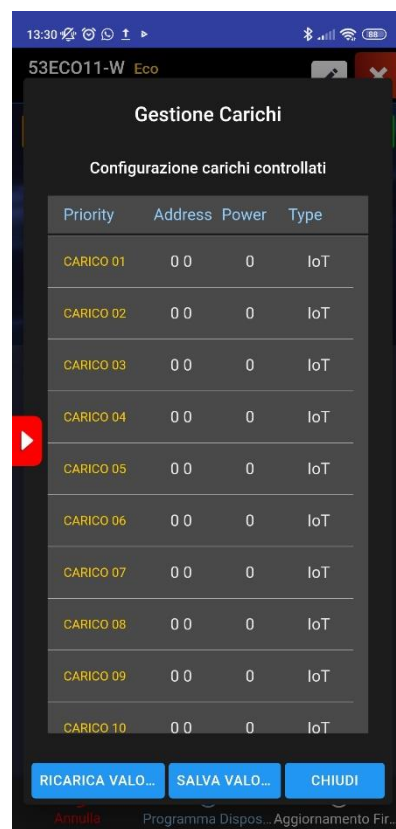 13:30 88
53ECO11-W Eco
Gestione Carichi
Configurazione carichi controllati
Priority Address Power Type
CARICO 01 0 0 0 IoT
CARICO 02 0 0 0 IoT
CARICO 03 0 0 0 IoT
CARICO 04 0 0 0 IoT
CARICO 05 0 0 0 IoT
CARICO 06 0 0 0 IoT
CARICO 07 0 0 0 IoT
CARICO 08 0 0 0 IoT
CARICO 09 0 0 0 IoT
CARICO 10 0 0 0 IoT
RICARICA VALO... SALVA VALO... CHIUDI
Annulla Programma Dispos... Aggiornamento Fir...